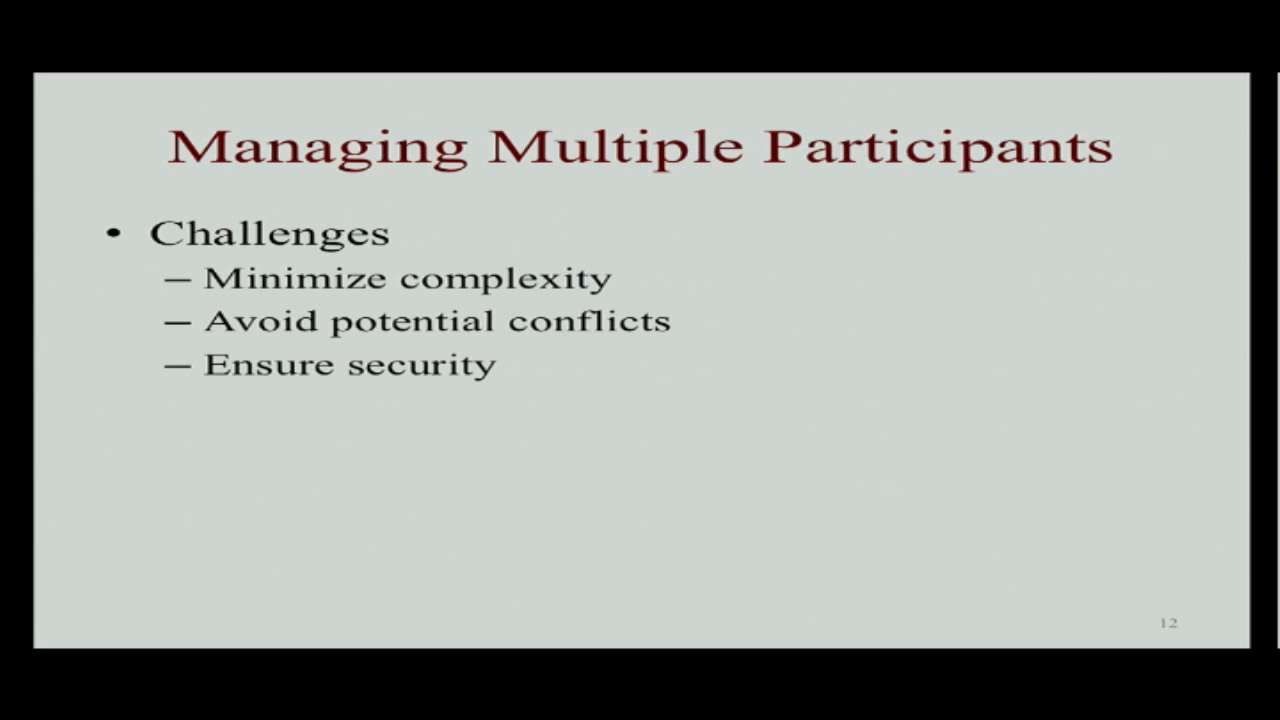 Managing Multiple Participants
• Challenges
– Minimize complexity
– Avoid potential conflicts
– Ensure security
12